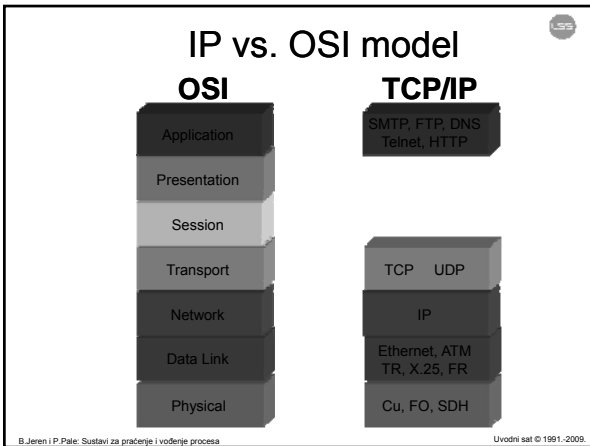 LSS
IP vs. OSI model
OSI
TCP/IP
Application
Presentation
Session
Transport
Network
Data Link
Physical
SMTP, FTP, DNS
Telnet, HTTP
TCP UDP
IP
Ethernet, ATM
TR, X.25, FR
Cu, FO, SDH
B.Jeren i P.Pale: Sustavi za praćenje i vođenje procesa
Uvodni sat © 1991.-2009.